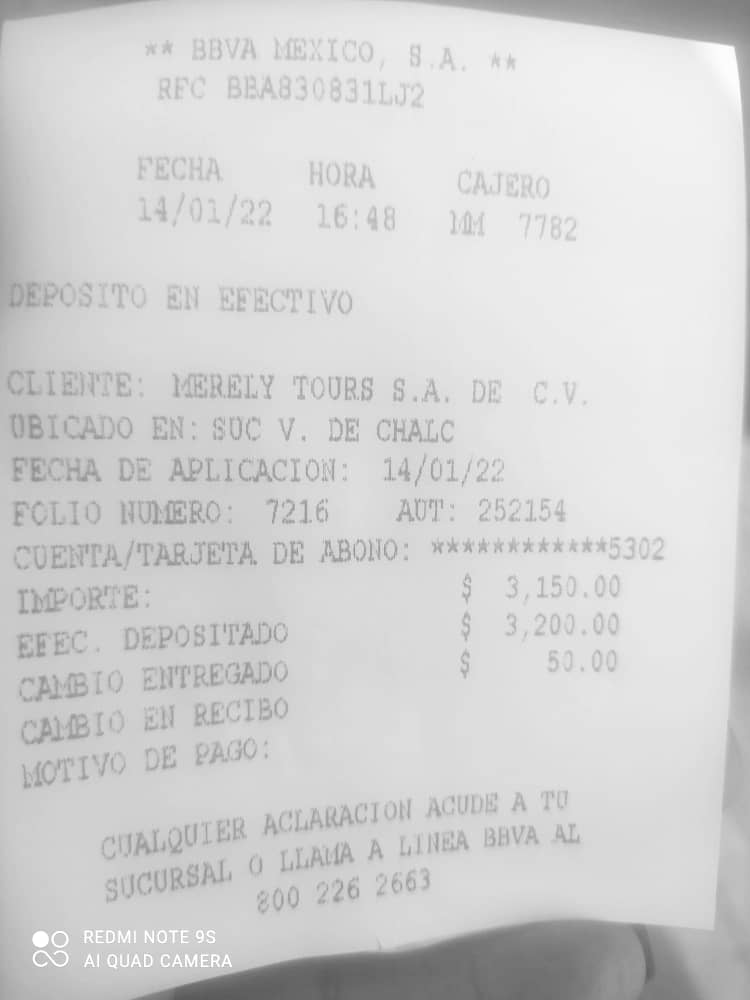 ** BBVA MEXICO, S.A. **
RFC BBA830831LJ2
FECHA HORA CAJERO
14/01/22 16:48 MM 7782
DEPOSITO EN EFECTIVO
CLIENTE: MERELY TOURS S.A. DE C.V.
UBICADO EN: SUC V. DE CHALC
FECHA DE APLICACION: 14/01/22
FOLIO NUMERO: 7216 AUT: 252154
CUENTA/TARJETA DE ABONO: ************5302
IMPORTE: $ 3,150.00
EFEC. DEPOSITADO $ 3,200.00
CAMBIO ENTREGADO $ 50.00
CAMBIO EN RECIBO
MOTIVO DE PAGO:
CUALQUIER ACLARACION ACUDE A TU
SUCURSAL O LLAMA A LINEA BBVA AL
800 226 2663
REDMI NOTE 9S
AI QUAD CAMERA